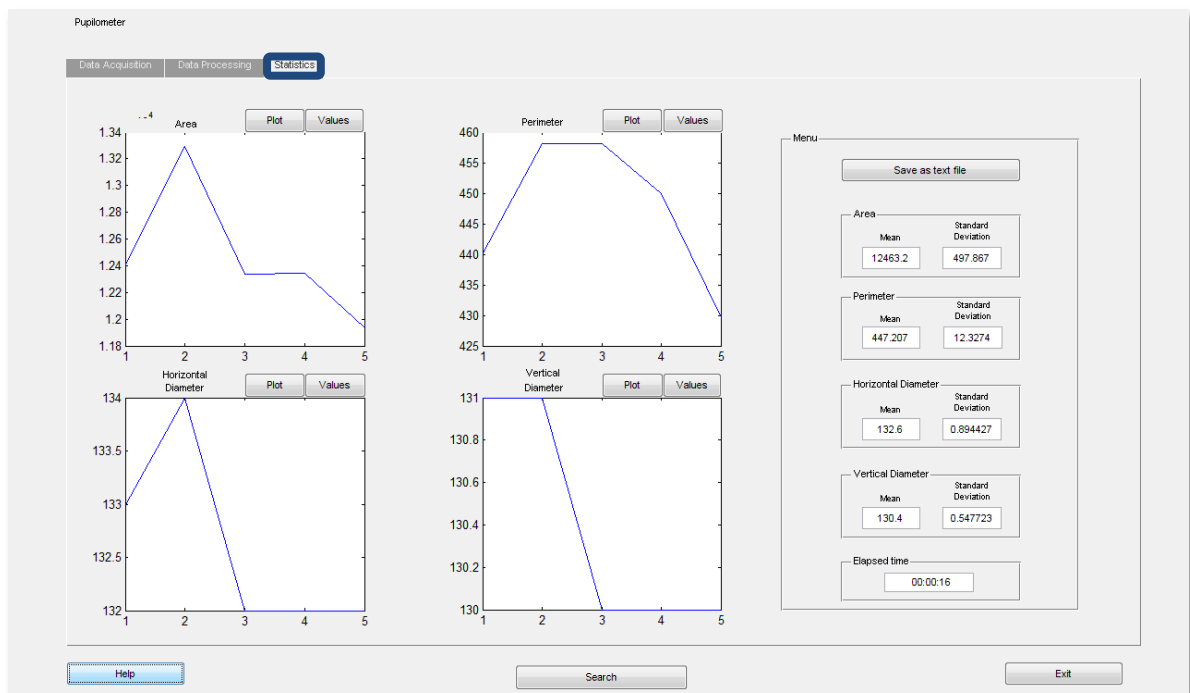 Pupilometer
Data Acquisition Data Processing Statistics
Area Plot Values
1.34
1.32
1.3
1.28
1.26
1.24
1.22
1.2
1.18
1 2 3 4 5
Perimeter Plot Values
460
455
450
445
440
435
430
425
1 2 3 4 5
Horizontal
Diameter Plot Values
134
133.5
133
132.5
132
1 2 3 4 5
Vertical
Diameter Plot Values
131
130.8
130.6
130.4
130.2
130
1 2 3 4 5
Menu
Save as text file
Area
Mean Standard
Deviation
12463.2 497.867
Perimeter
Mean Standard
Deviation
447.207 12.3274
Horizontal Diameter
Mean Standard
Deviation
132.6 0.894427
Vertical Diameter
Mean Standard
Deviation
130.4 0.547723
Elapsed time
00:00:16
Help Search Exit